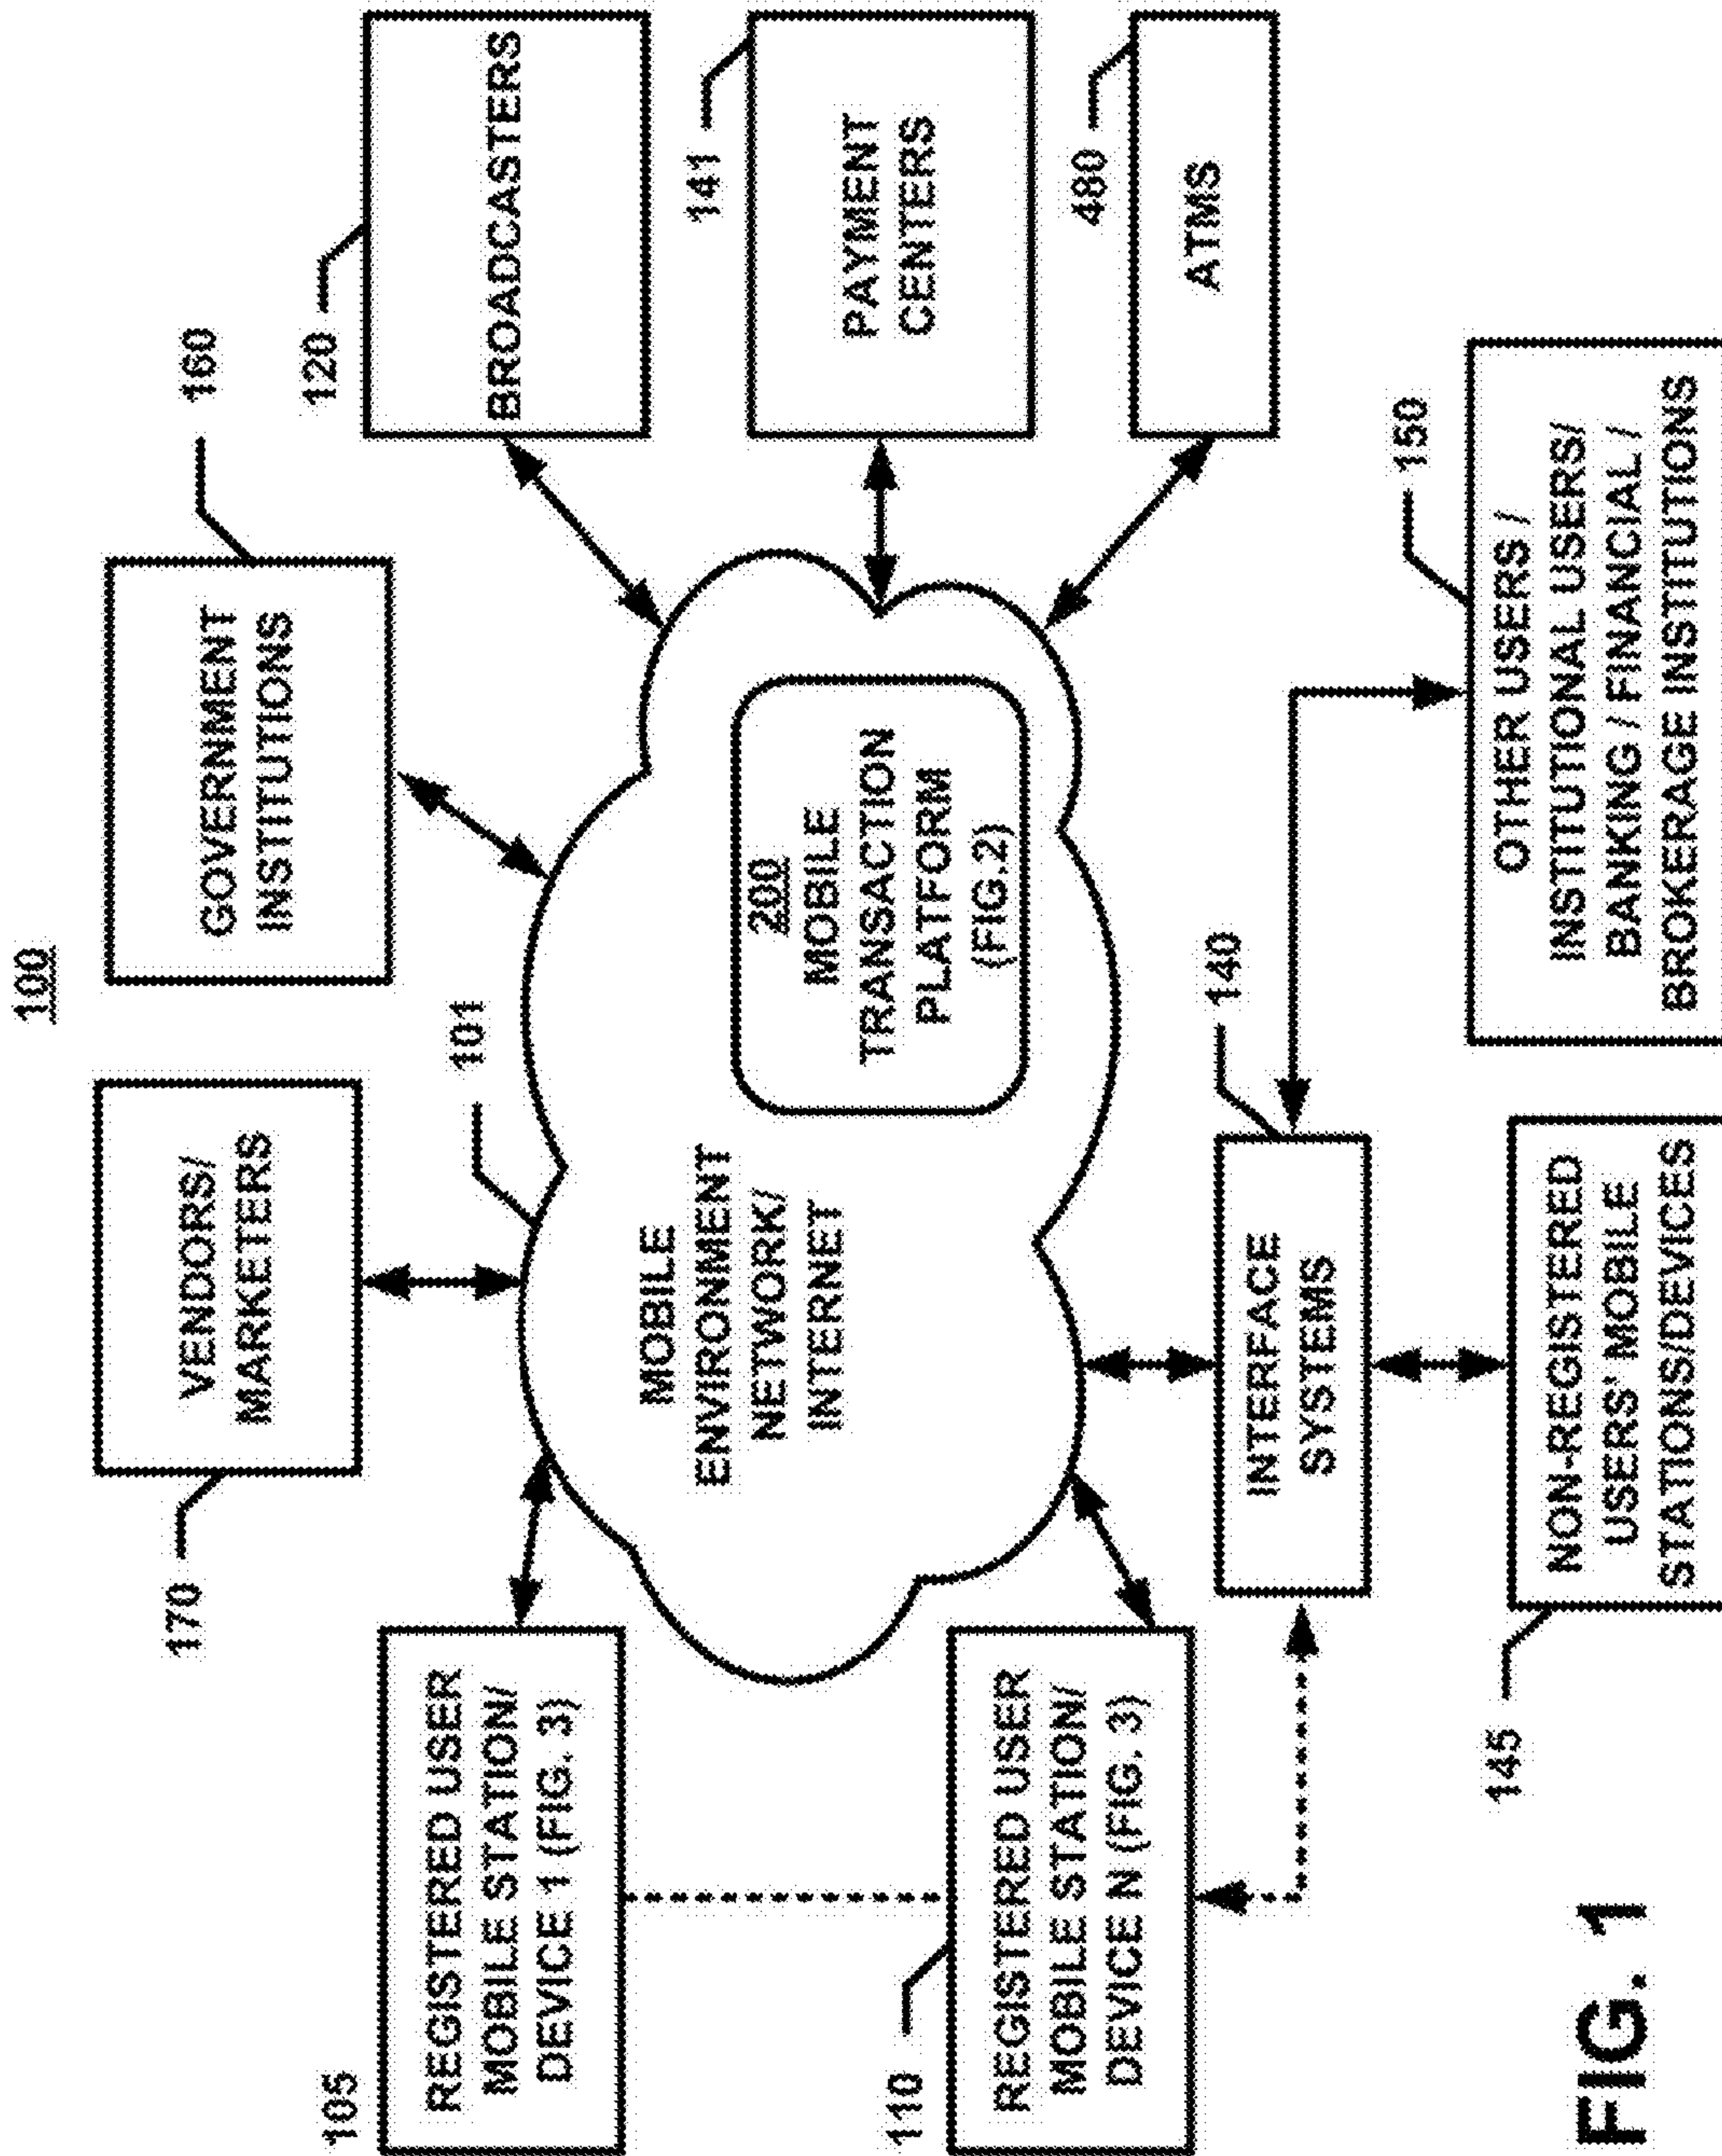 100
170
VENDORS/
MARKETERS
GOVERNMENT
INSTITUTIONS
160
101
105
REGISTERED USER
MOBILE STATION/
DEVICE 1 (FIG. 3)
120
BROADCASTERS
MOBILE
ENVIRONMENT
NETWORK/
INTERNET
200
MOBILE
TRANSACTION
PLATFORM
(FIG.2)
141
PAYMENT
CENTERS
110
REGISTERED USER
MOBILE STATION/
DEVICE N (FIG. 3)
480
ATMS
140
INTERFACE
SYSTEMS
150
OTHER USERS /
INSTITUTIONAL USERS/
BANKING / FINANCIAL /
BROKERAGE INSTITUTIONS
145
NON-REGISTERED
USERS' MOBILE
STATIONS/DEVICES
FIG. 1